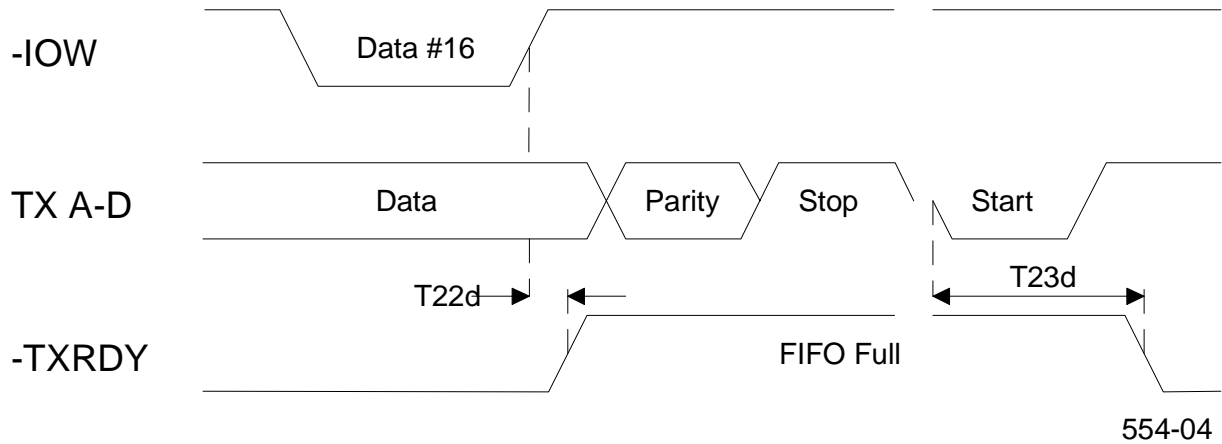 -IOW
Data #16
TX A-D
Data
Parity
Stop
Start
T22d
T23d
-TXRDY
FIFO Full
554-04